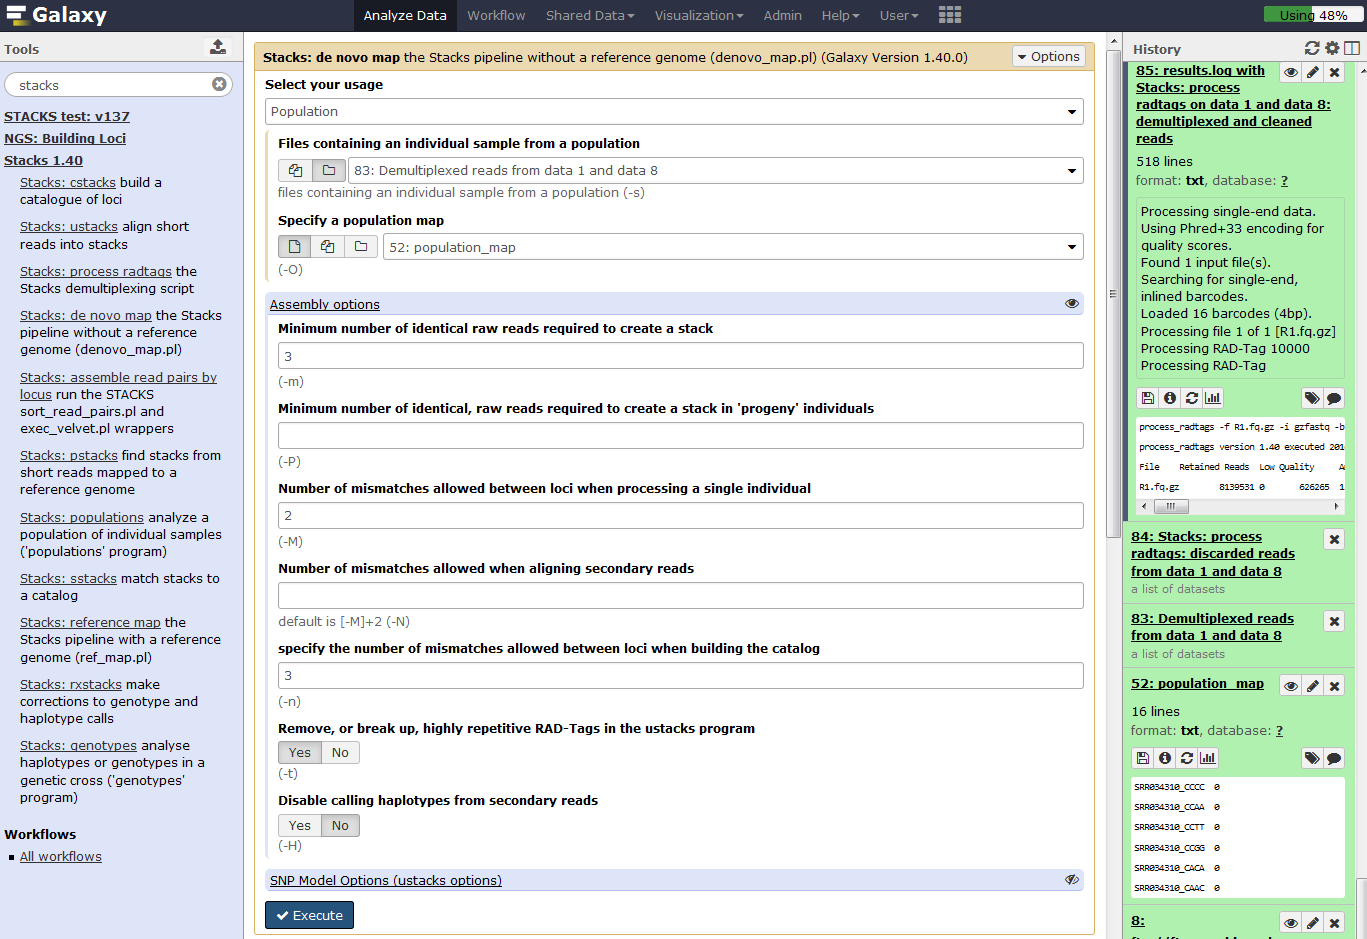 Galaxy
Analyze Data Workflow Shared Data Visualization Admin Help User
Using 48%
Tools
stacks
STACKS test: v137
NGS: Building Loci
Stacks 1.40
Stacks: cstacks build a
catalogue of loci
Stacks: ustacks align short
reads into stacks
Stacks: process radtags the
Stacks demultiplexing script
Stacks: de novo map the Stacks
pipeline without a reference
genome (denovo_map.pl)
Stacks: assemble read pairs by
locus run the STACKS
sort_read_pairs.pl and
exec_velvet.pl wrappers
Stacks: pstacks find stacks from
short reads mapped to a
reference genome
Stacks: populations analyze a
population of individual samples
('populations' program)
Stacks: sstacks match stacks to
a catalog
Stacks: reference map the
Stacks pipeline with a reference
genome (ref_map.pl)
Stacks: rxstacks make
corrections to genotype and
haplotype calls
Stacks: genotypes analyse
haplotypes or genotypes in a
genetic cross ('genotypes'
program)
Workflows
All workflows
Stacks: de novo map the Stacks pipeline without a reference genome (denovo_map.pl) (Galaxy Version 1.40.0)
Options
Select your usage
Population
Files containing an individual sample from a population
83: Demultiplexed reads from data 1 and data 8
files containing an individual sample from a population (-s)
Specify a population map
52: population_map
(-O)
Assembly options
Minimum number of identical raw reads required to create a stack
3
(-m)
Minimum number of identical, raw reads required to create a stack in 'progeny' individuals
(-P)
Number of mismatches allowed between loci when processing a single individual
2
(-M)
Number of mismatches allowed when aligning secondary reads
default is [-M]+2 (-N)
specify the number of mismatches allowed between loci when building the catalog
3
(-n)
Remove, or break up, highly repetitive RAD-Tags in the ustacks program
Yes No
(-t)
Disable calling haplotypes from secondary reads
Yes No
(-H)
SNP Model Options (ustacks options)
Execute
History
85: results.log with
Stacks: process
radtags on data 1 and data 8:
demultiplexed and cleaned
reads
518 lines
format: txt, database: ?
Processing single-end data.
Using Phred+33 encoding for
quality scores.
Found 1 input file(s).
Searching for single-end,
inlined barcodes.
Loaded 16 barcodes (4bp).
Processing file 1 of 1 [R1.fq.gz]
Processing RAD-Tag 10000
Processing RAD-Tag
process_radtags -f R1.fq.gz -i gzfastq -b
process_radtags version 1.40 executed 201
File Retained Reads Low Quality A
R1.fq.gz 8139531 0 626265 1
84: Stacks: process
radtags: discarded reads
from data 1 and data 8
a list of datasets
83: Demultiplexed reads
from data 1 and data 8
a list of datasets
52: population_map
16 lines
format: txt, database: ?
SRR034310_CCCC 0
SRR034310_CCAA 0
SRR034310_CCTT 0
SRR034310_CCGG 0
SRR034310_CACA 0
SRR034310_CAAC 0
8: